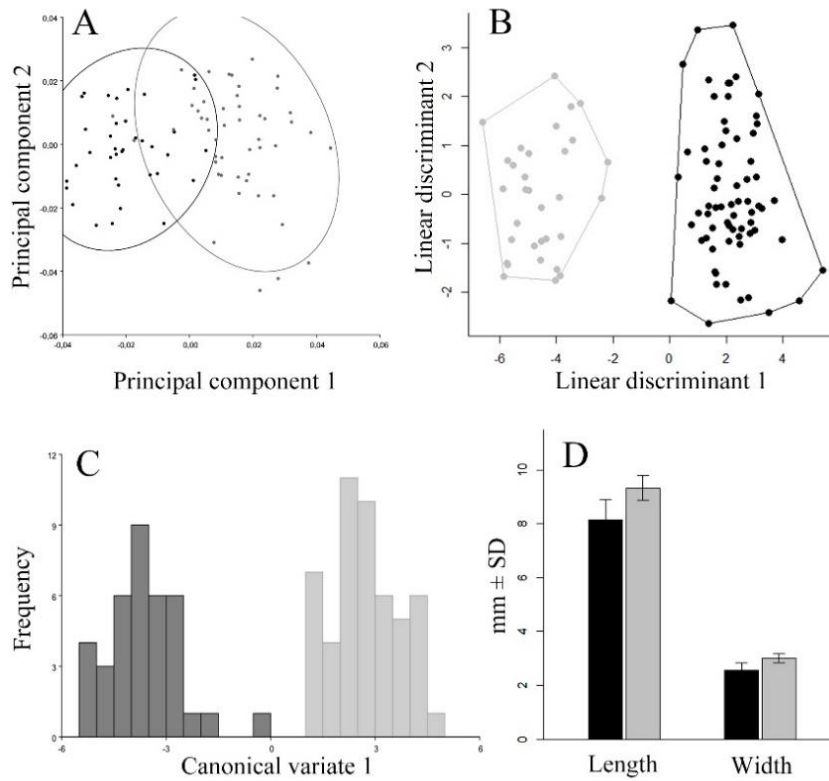 A
Principal component 2
0,04
0,02
0,00
-0,02
-0,04
-0,06
-0,04 -0,02 0,00 0,02 0,04 0,06
Principal component 1
B
Linear discriminant 2
3
2
1
0
-1
-2
-6 -4 -2 0 2 4
Linear discriminant 1
C
Frequency
12
9
6
3
0
-6 -3 0 3 6
Canonical variate 1
D
mm ± SD
10
8
6
4
2
0
Length Width